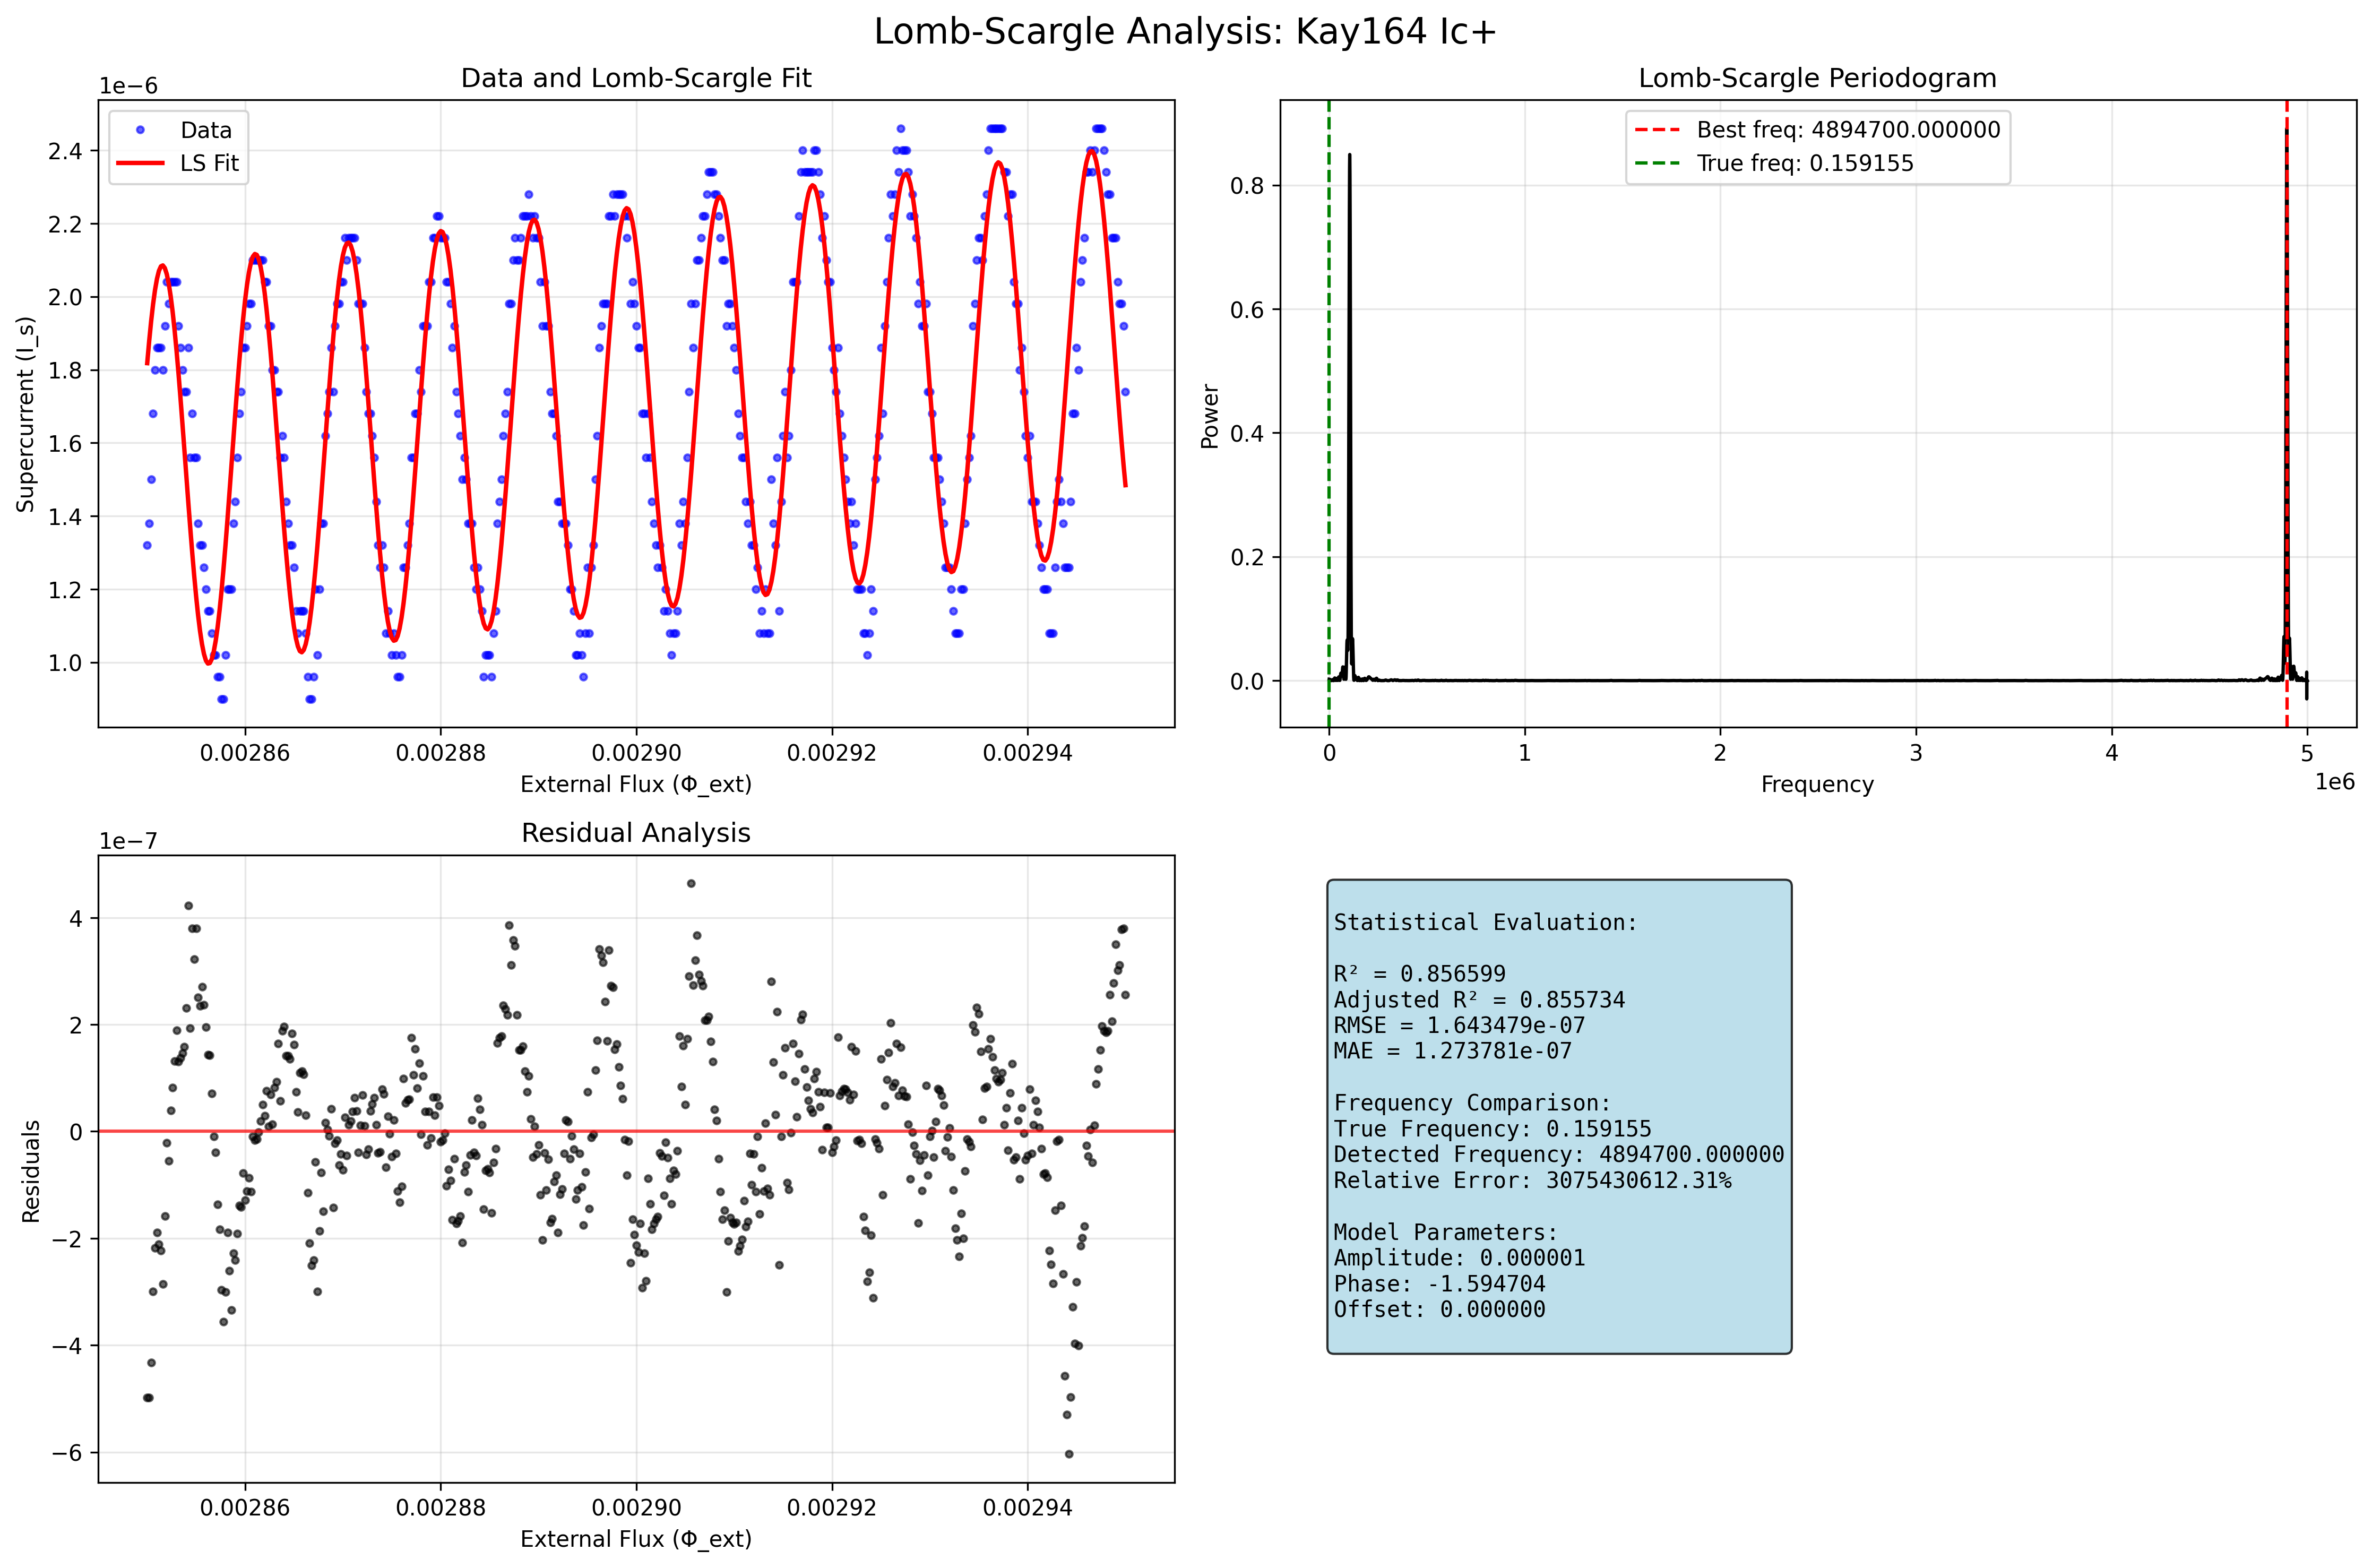 Lomb-Scargle Analysis: Kay164 Ic+
Data and Lomb-Scargle Fit
1e−6
Data
LS Fit
Supercurrent (I_s)
2.4
2.2
2.0
1.8
1.6
1.4
1.2
1.0
0.00286 0.00288 0.00290 0.00292 0.00294
External Flux (Φ_ext)
Lomb-Scargle Periodogram
Best freq: 4894700.000000
True freq: 0.159155
Power
0.8
0.6
0.4
0.2
0.0
0 1 2 3 4 5
1e6
Frequency
Residual Analysis
1e−7
Residuals
4
2
0
−2
−4
−6
0.00286 0.00288 0.00290 0.00292 0.00294
External Flux (Φ_ext)
Statistical Evaluation:
R² = 0.856599
Adjusted R² = 0.855734
RMSE = 1.643479e-07
MAE = 1.273781e-07
Frequency Comparison:
True Frequency: 0.159155
Detected Frequency: 4894700.000000
Relative Error: 3075430612.31%
Model Parameters:
Amplitude: 0.000001
Phase: -1.594704
Offset: 0.000000